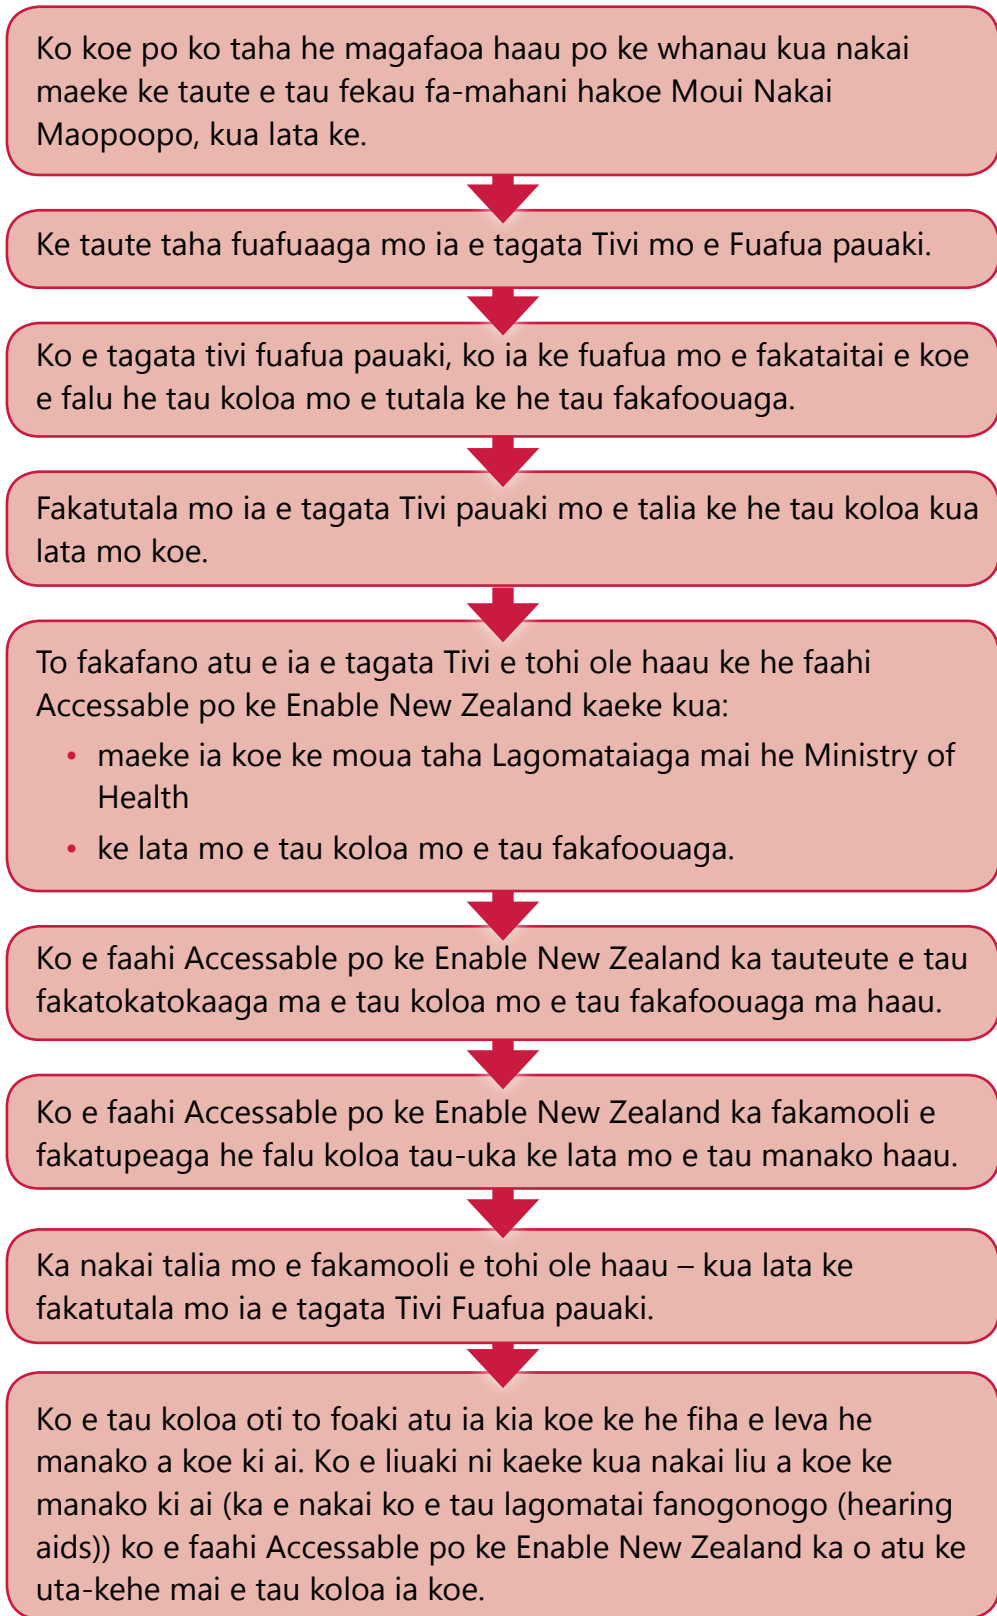 Ko koe po ko taha he magafaoa haau po ke whanau kua nakai
maeke ke taute e tau fekau fa-mahani hakoe Moui Nakai
Maopoopo, kua lata ke.
Ke taute taha fuafuaaga mo ia e tagata Tivi mo e Fuafua pauaki.
Ko e tagata tivi fuafua pauaki, ko ia ke fuafua mo e fakataitai e koe
e falu he tau koloa mo e tutala ke he tau fakafoouaga.
Fakatutala mo ia e tagata Tivi pauaki mo e talia ke he tau koloa kua
lata mo koe.
To fakafano atu e ia e tagata Tivi e tohi ole haau ke he faahi
Accessable po ke Enable New Zealand kaeke kua:
• maeke ia koe ke moua taha Lagomataiaga mai he Ministry of
Health
• ke lata mo e tau koloa mo e tau fakafoouaga.
Ko e faahi Accessable po ke Enable New Zealand ka tauteute e tau
fakatokatokaaga ma e tau koloa mo e tau fakafoouaga ma haau.
Ko e faahi Accessable po ke Enable New Zealand ka fakamooli e
fakatupeaga he falu koloa tau-uka ke lata mo e tau manako haau.
Ka nakai talia mo e fakamooli e tohi ole haau – kua lata ke
fakatutala mo ia e tagata Tivi Fuafua pauaki.
Ko e tau koloa oti to foaki atu ia kia koe ke he fiha e leva he
manako a koe ki ai. Ko e liuaki ni kaeke kua nakai liu a koe ke
manako ki ai (ka e nakai ko e tau lagomatai fanogonogo (hearing
aids)) ko e faahi Accessable po ke Enable New Zealand ka o atu ke
uta-kehe mai e tau koloa ia koe.